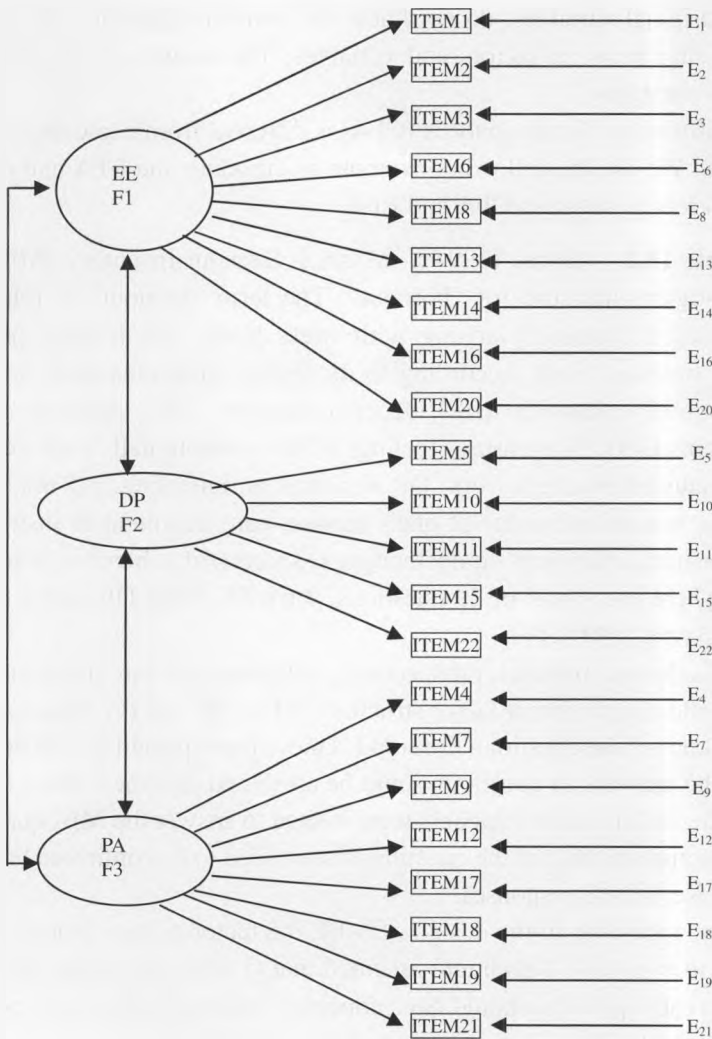 ITEM1 E1
ITEM2 E2
ITEM3 E3
ITEM6 E6
EE
F1
ITEM8 E8
ITEM13 E13
ITEM14 E14
ITEM16 E16
ITEM20 E20
ITEM5 E5
DP
F2
ITEM10 E10
ITEM11 E11
ITEM15 E15
ITEM22 E22
ITEM4 E4
ITEM7 E7
ITEM9 E9
PA
F3
ITEM12 E12
ITEM17 E17
ITEM18 E18
ITEM19 E19
ITEM21 E21